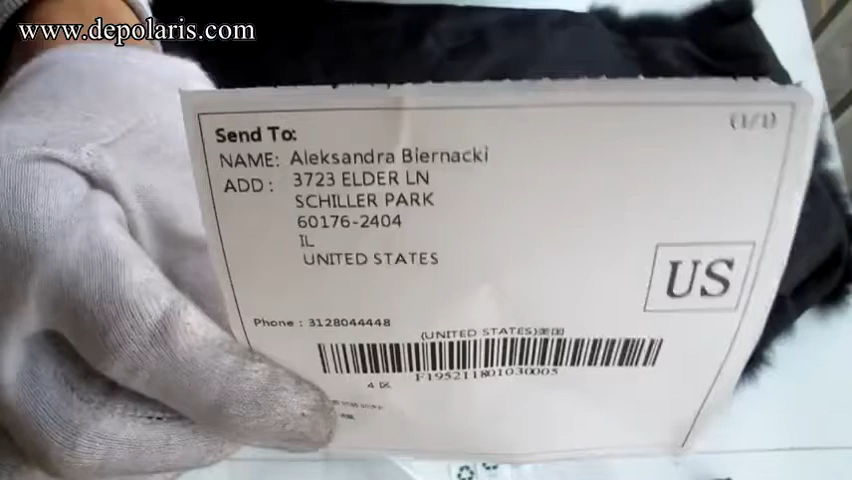 www.depolaris.com
Send To:
(1/1)
NAME: Aleksandra Biernacki
ADD : 3723 ELDER LN
SCHILLER PARK
60176-2404
IL
UNITED STATES
US
Phone : 3128044448
(UNITED STATES)美国
F195211801030005
4 区